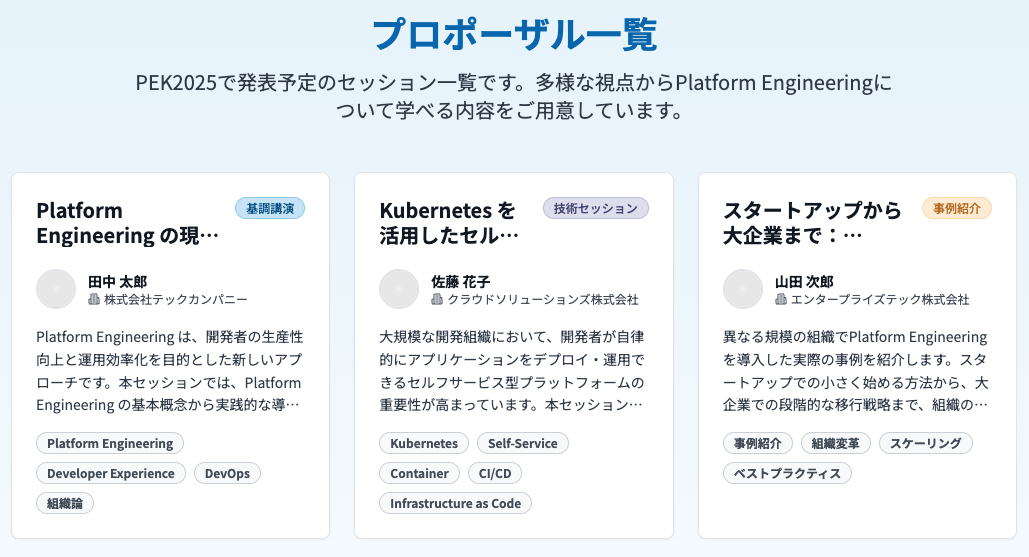 プロポーザル一覧
PEK2025で発表予定のセッション一覧です。多様な視点からPlatform Engineeringに
ついて学べる内容をご用意しています。
Platform
Engineering の現…
基調講演
田中 太郎
株式会社テックカンパニー
Platform Engineering は、開発者の生産性
向上と運用効率化を目的とした新しいアプ
ローチです。本セッションでは、Platform
Engineering の基本概念から実践的な導…
Platform Engineering
Developer Experience
DevOps
組織論
Kubernetes を
活用したセル…
技術セッション
佐藤 花子
クラウドソリューションズ株式会社
大規模な開発組織において、開発者が自律
的にアプリケーションをデプロイ・運用で
きるセルフサービス型プラットフォームの
重要性が高まっています。本セッション…
Kubernetes
Self-Service
Container
CI/CD
Infrastructure as Code
スタートアップから
大企業まで：…
事例紹介
山田 次郎
エンタープライズテック株式会社
異なる規模の組織でPlatform Engineering
を導入した実際の事例を紹介します。スタ
ートアップでの小さく始める方法から、大
企業での段階的な移行戦略まで、組織の…
事例紹介
組織変革
スケーリング
ベストプラクティス